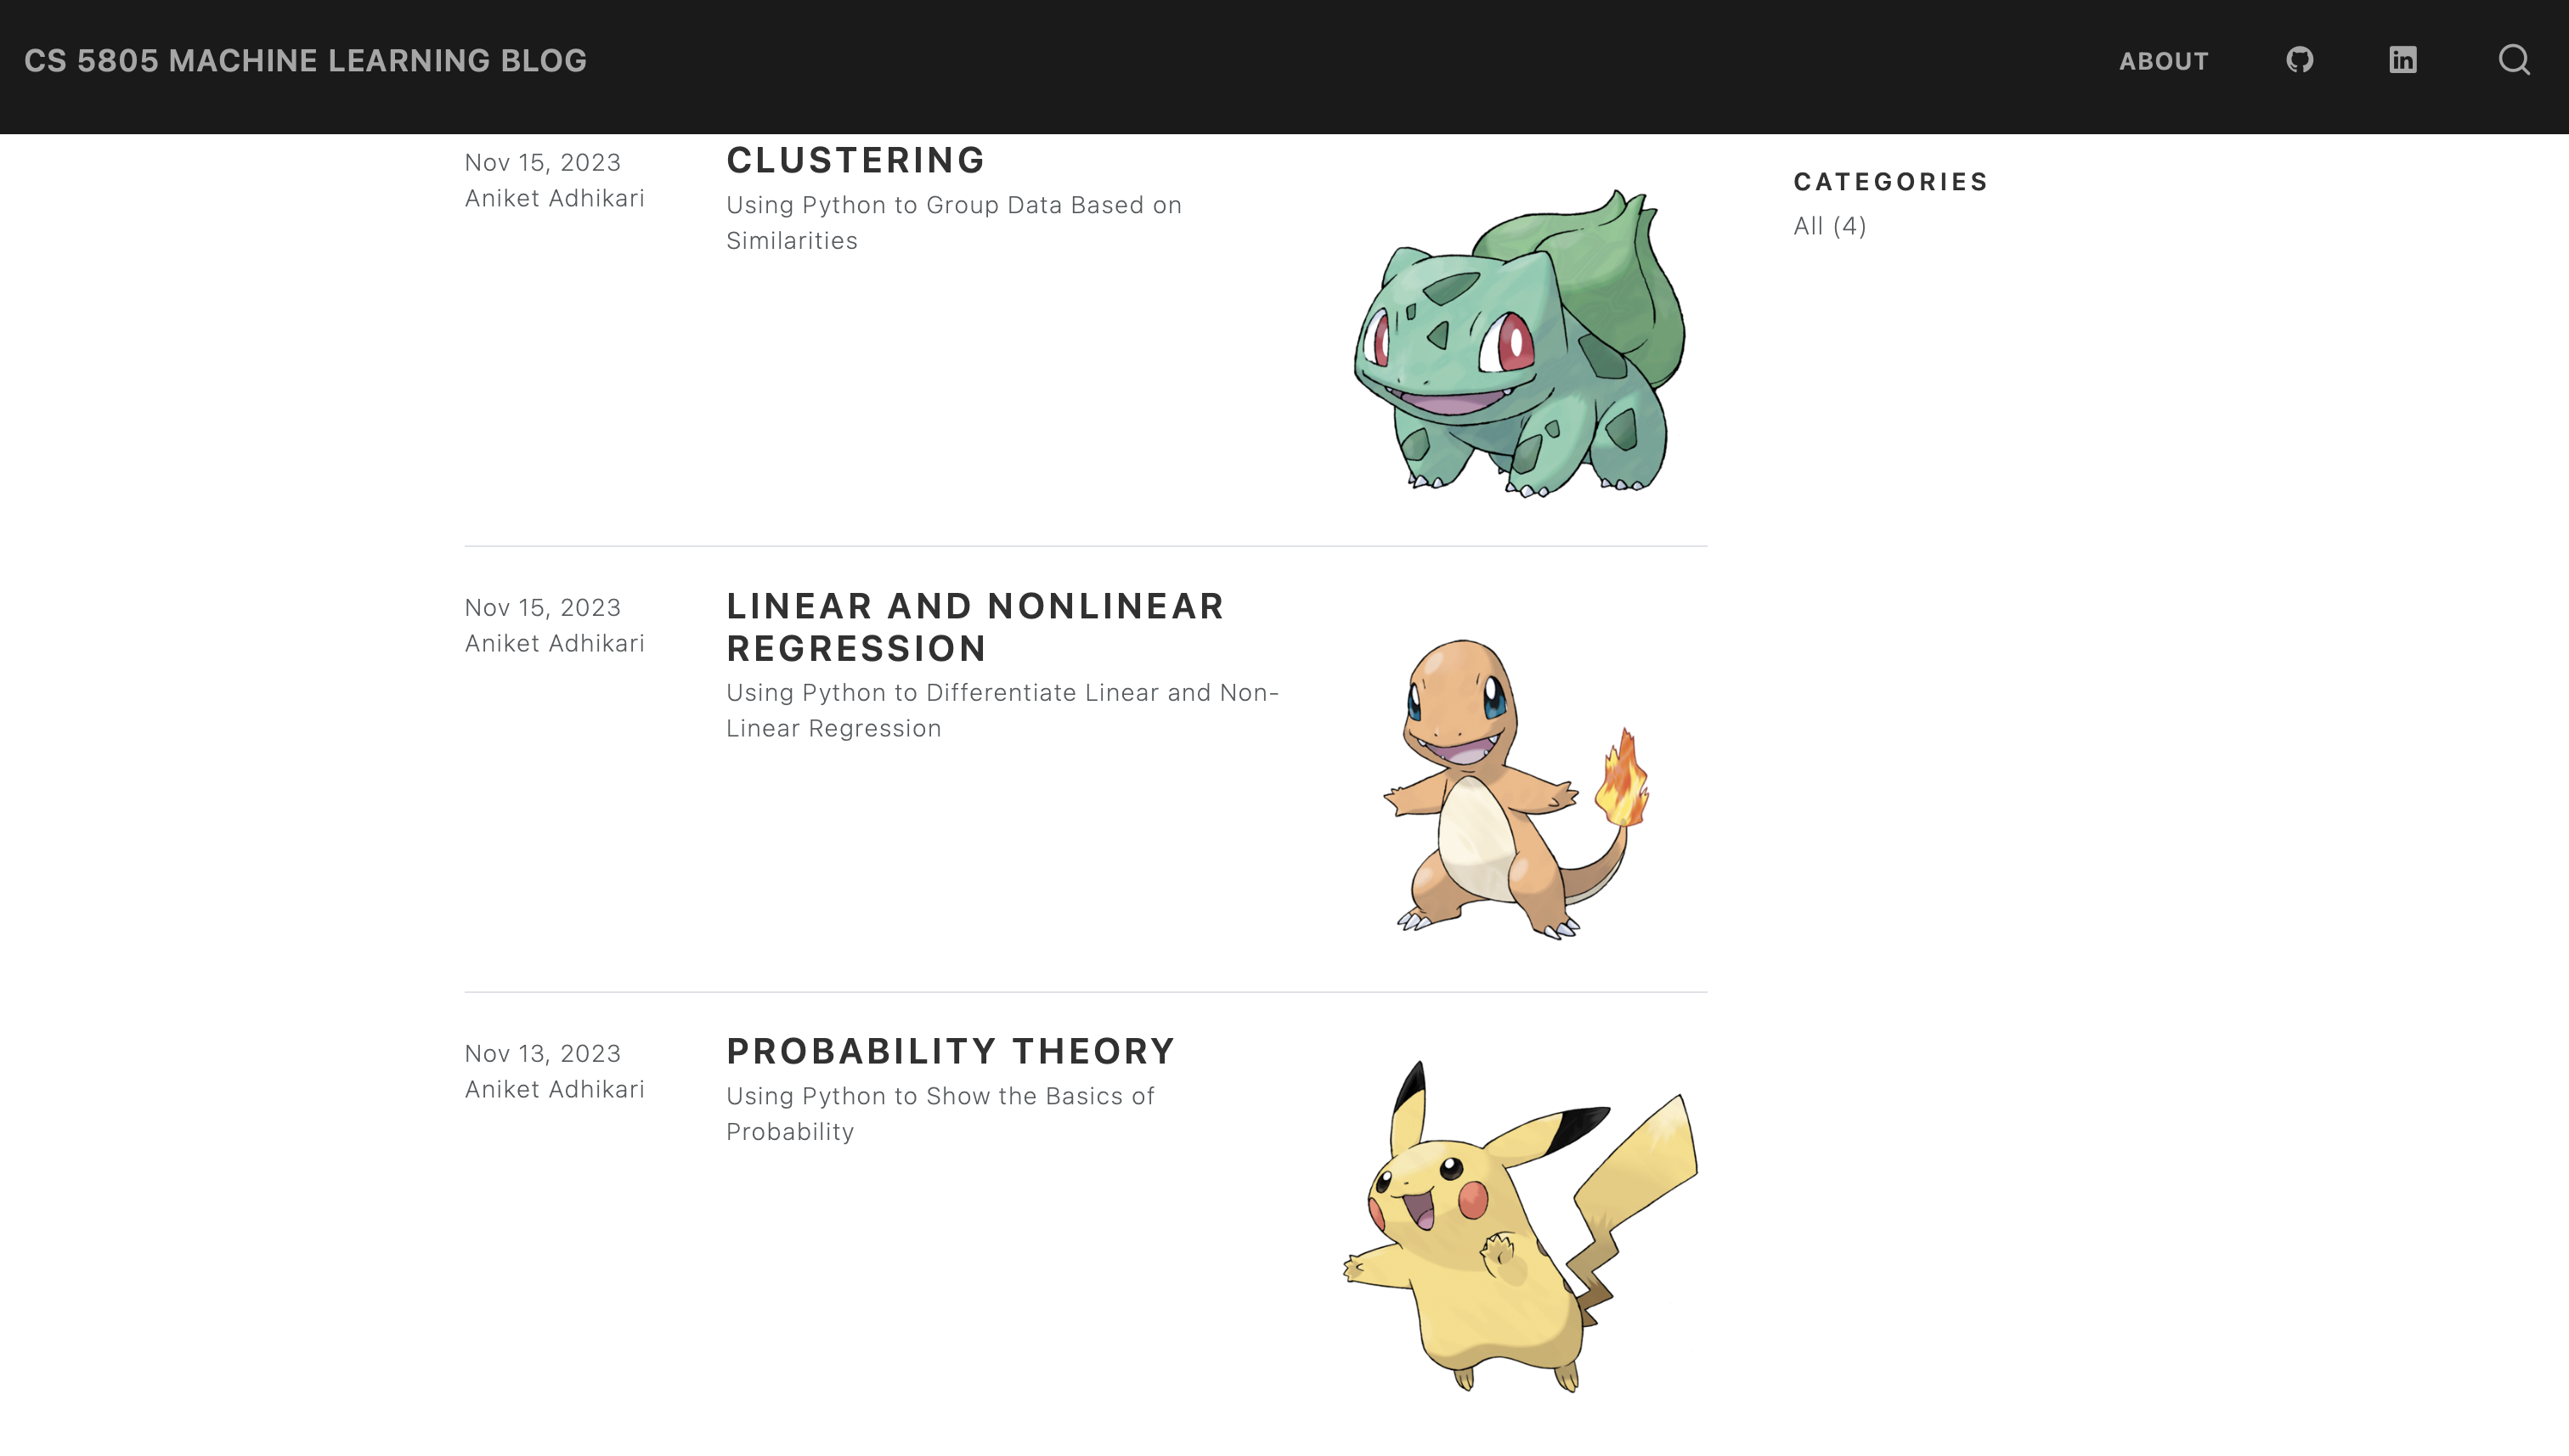 CS 5805 MACHINE LEARNING BLOG
ABOUT
Nov 15, 2023
Aniket Adhikari
CLUSTERING
Using Python to Group Data Based on
Similarities
CATEGORIES
All (4)
Nov 15, 2023
Aniket Adhikari
LINEAR AND NONLINEAR
REGRESSION
Using Python to Differentiate Linear and Non-
Linear Regression
Nov 13, 2023
Aniket Adhikari
PROBABILITY THEORY
Using Python to Show the Basics of
Probability